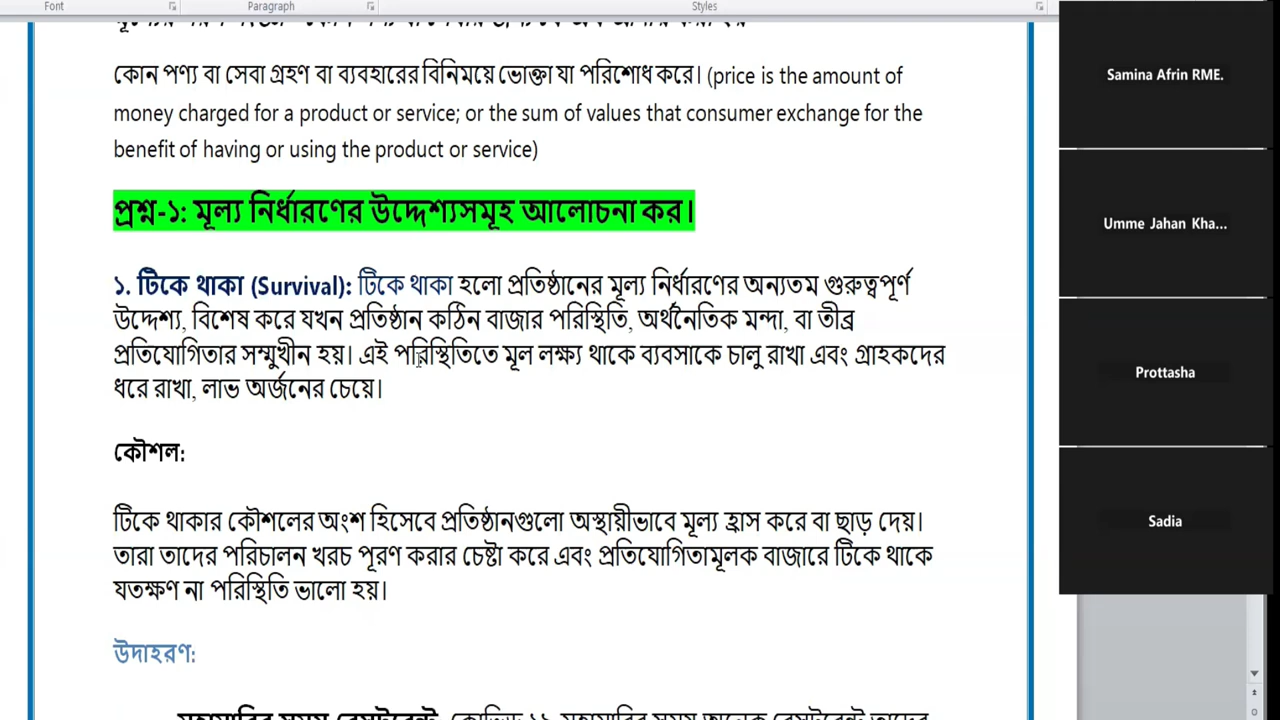 Font
Paragraph
Styles
কোন পণ্য বা সেবা গ্রহণ বা ব্যবহারের বিনিময়ে ভোক্তা যা পরিশোধ করে। (price is the amount of
money charged for a product or service; or the sum of values that consumer exchange for the
benefit of having or using the product or service)
প্রশ্ন-১: মূল্য নির্ধারণের উদ্দেশ্যসমূহ আলোচনা কর।
১. টিকে থাকা (Survival): টিকে থাকা হলো প্রতিষ্ঠানের মূল্য নির্ধারণের অন্যতম গুরুত্বপূর্ণ
উদ্দেশ্য, বিশেষ করে যখন প্রতিষ্ঠান কঠিন বাজার পরিস্থিতি, অর্থনৈতিক মন্দা, বা তীব্র
প্রতিযোগিতার সম্মুখীন হয়। এই পরিস্থিতিতে মূল লক্ষ্য থাকে ব্যবসাকে চালু রাখা এবং গ্রাহকদের
ধরে রাখা, লাভ অর্জনের চেয়ে।
কৌশল:
টিকে থাকার কৌশলের অংশ হিসেবে প্রতিষ্ঠানগুলো অস্থায়ীভাবে মূল্য হ্রাস করে বা ছাড় দেয়।
তারা তাদের পরিচালন খরচ পূরণ করার চেষ্টা করে এবং প্রতিযোগিতামূলক বাজারে টিকে থাকে
যতক্ষণ না পরিস্থিতি ভালো হয়।
উদাহরণ:
Samina Afrin RME.
Umme Jahan Kha...
Prottasha
Sadia